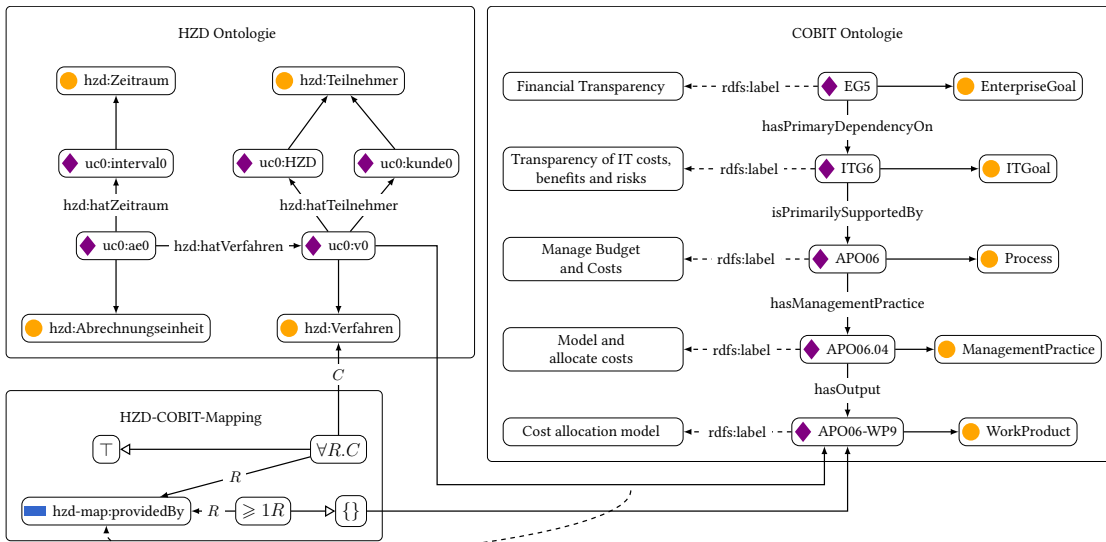 HZD Ontologie
hzd:Zeitraum
hzd:Teilnehmer
uc0:interval0
uc0:HZD
uc0:kunde0
hzd:hatZeitraum
hzd:hatTeilnehmer
uc0:ae0
hzd:hatVerfahren
uc0:v0
hzd:Abrechnungseinheit
hzd:Verfahren
C
HZD-COBIT-Mapping
⊤
∀R.C
R
hzd-map:providedBy
R
⩾ 1R
{}
COBIT Ontologie
Financial Transparency
rdfs:label
EG5
EnterpriseGoal
hasPrimaryDependencyOn
Transparency of IT costs,
benefits and risks
rdfs:label
ITG6
ITGoal
isPrimarilySupportedBy
Manage Budget
and Costs
rdfs:label
APO06
Process
hasManagementPractice
Model and
allocate costs
rdfs:label
APO06.04
ManagementPractice
hasOutput
Cost allocation model
rdfs:label
APO06-WP9
WorkProduct